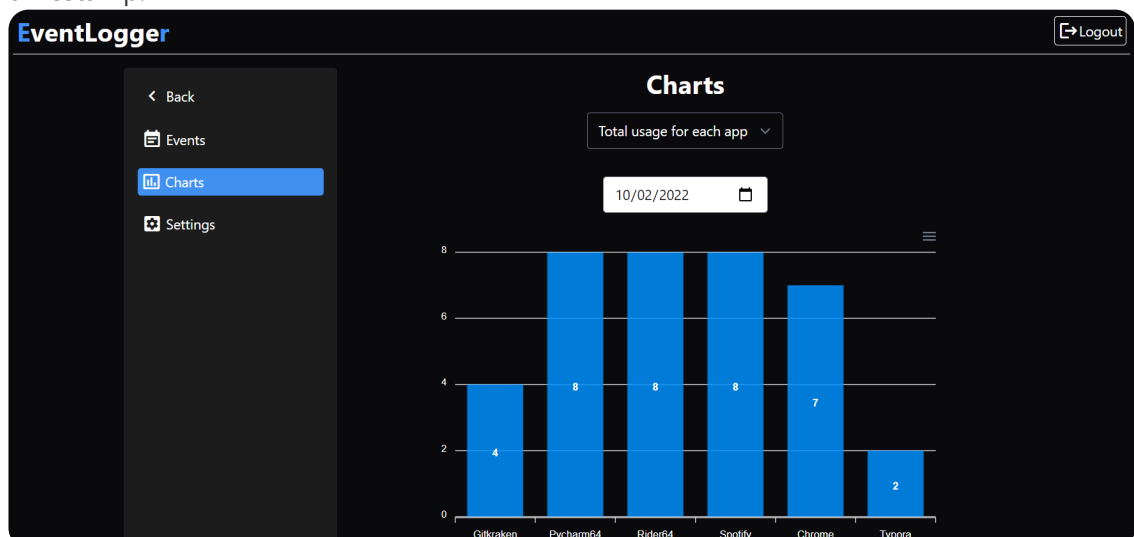 EventLogger
Logout
Back
Events
Charts
Settings
Charts
Total usage for each app
10/02/2022
8
6
4
2
0
4
8
8
8
7
2
Gitkraken
Pycharm64
Rider64
Spotify
Chrome
Typora